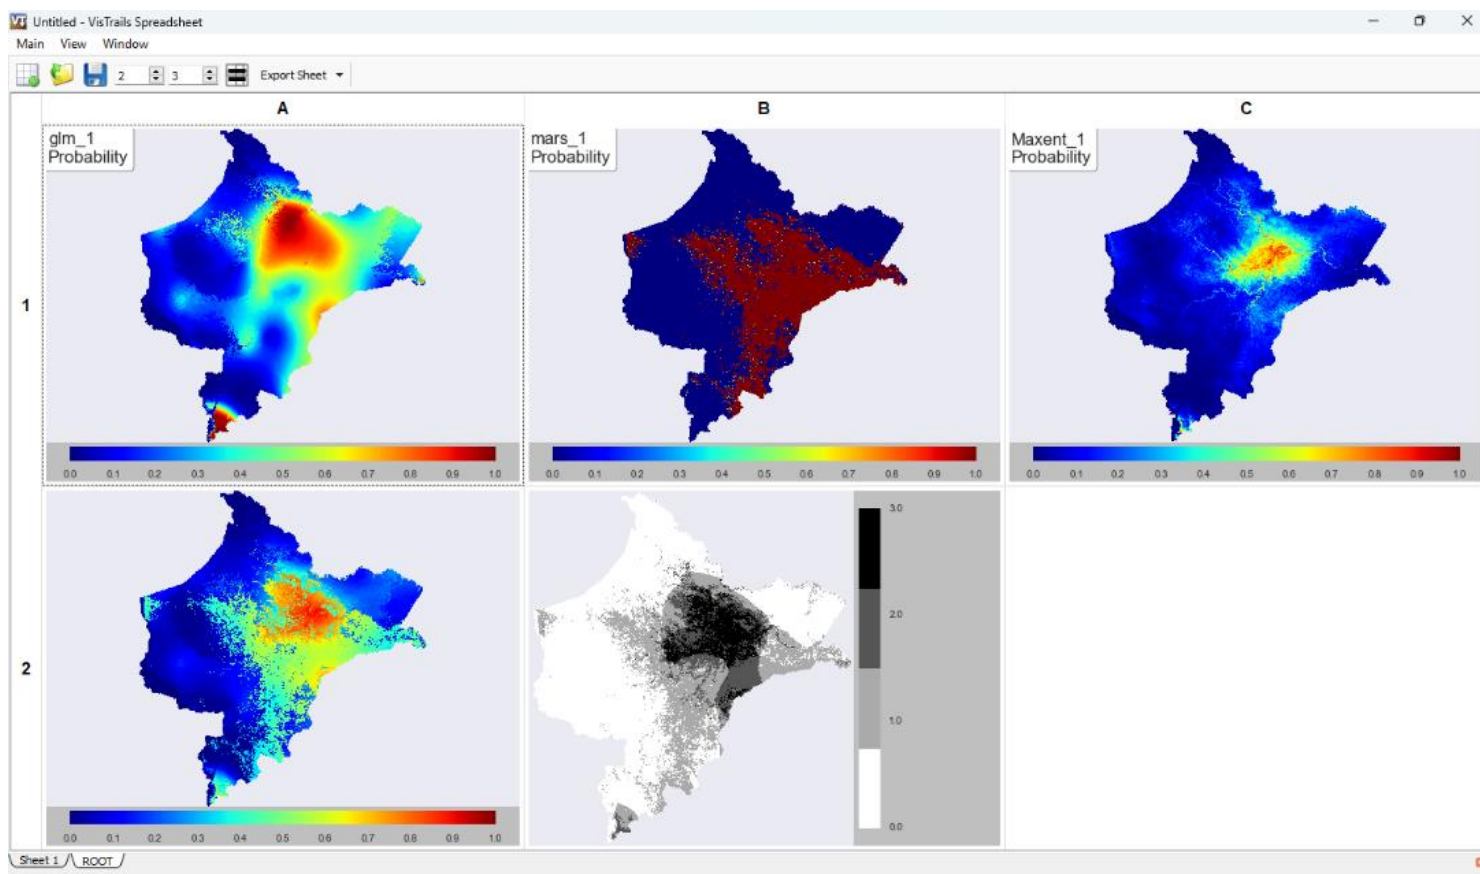 Untitled - VisTrails Spreadsheet
Main View Window
2 3 Export Sheet
A B C
1
glm_1
Probability
0.0 0.1 0.2 0.3 0.4 0.5 0.6 0.7 0.8 0.9 1.0
mars_1
Probability
0.0 0.1 0.2 0.3 0.4 0.5 0.6 0.7 0.8 0.9 1.0
Maxent_1
Probability
0.0 0.1 0.2 0.3 0.4 0.5 0.6 0.7 0.8 0.9 1.0
2
0.0 0.1 0.2 0.3 0.4 0.5 0.6 0.7 0.8 0.9 1.0
3.0
2.0
1.0
0.0
Sheet 1 ROOT